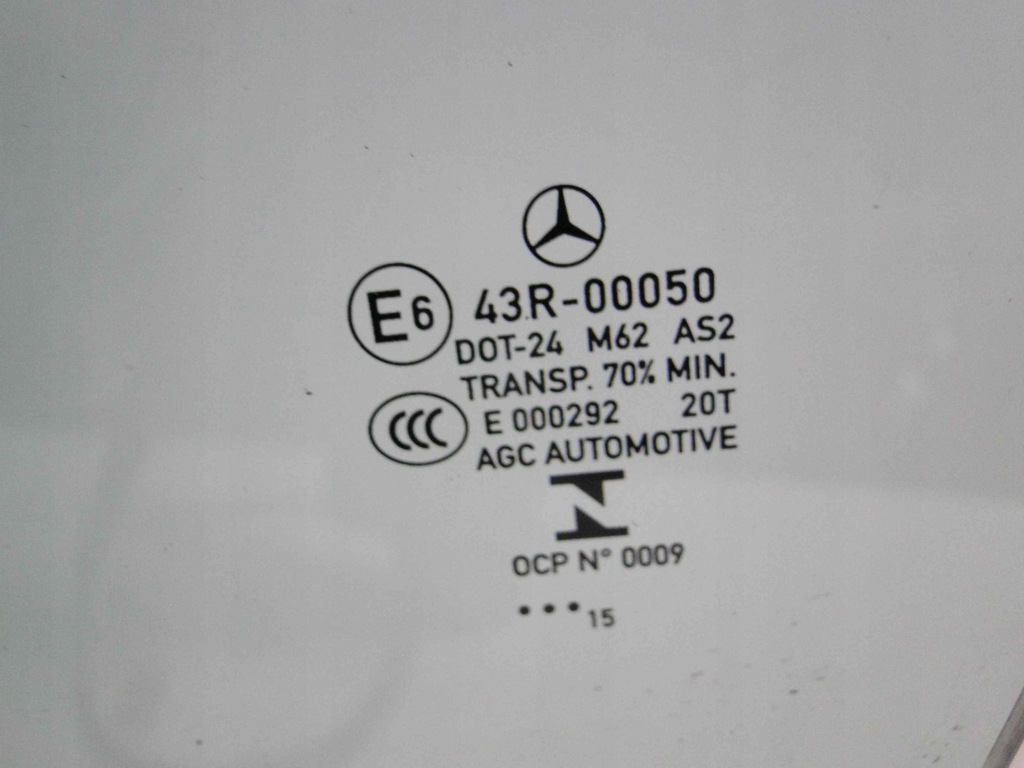 E6 43R-00050
DOT-24 M62 AS2
TRANSP. 70% MIN.
CCC E 000292 20T
AGC AUTOMOTIVE
OCP N° 0009
••• 15